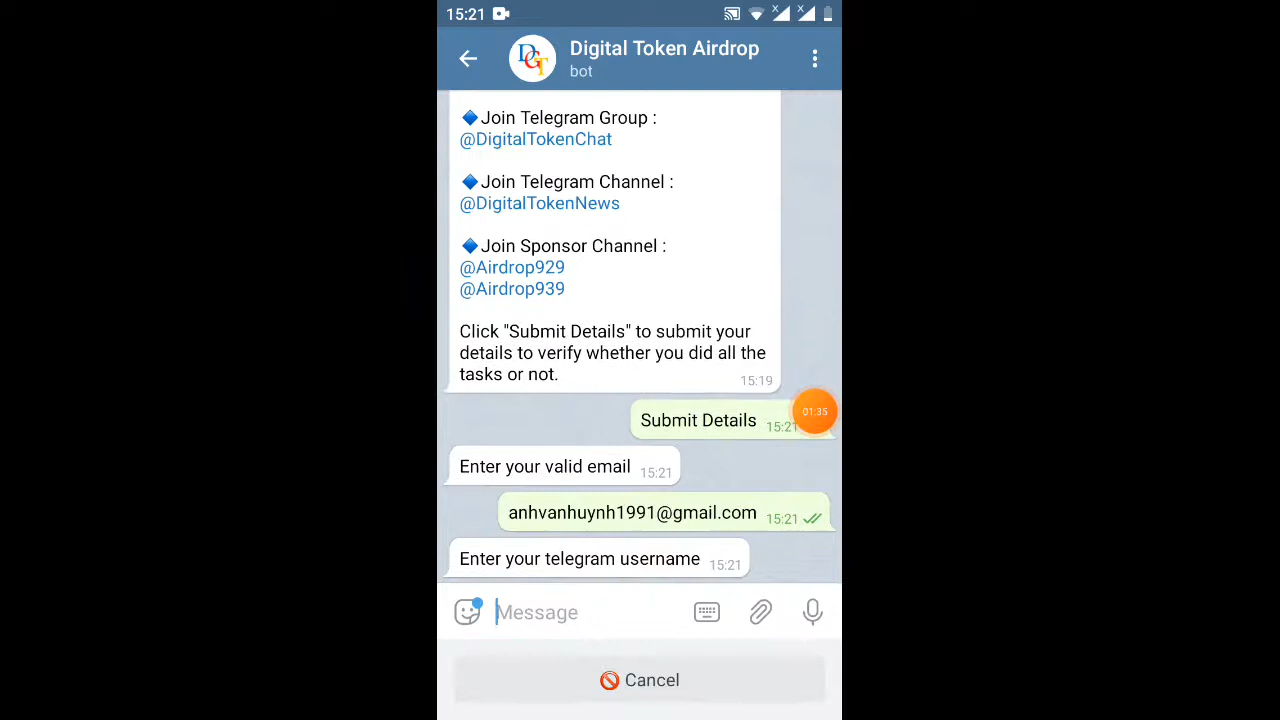 15:21
DGT
Digital Token Airdrop
bot
Join Telegram Group :
@DigitalTokenChat
Join Telegram Channel :
@DigitalTokenNews
Join Sponsor Channel :
@Airdrop929
@Airdrop939
Click "Submit Details" to submit your
details to verify whether you did all the
tasks or not.
15:19
Submit Details
15:21
01:35
Enter your valid email
15:21
anhvanhuynh1991@gmail.com
15:21
Enter your telegram username
15:21
Message
Cancel